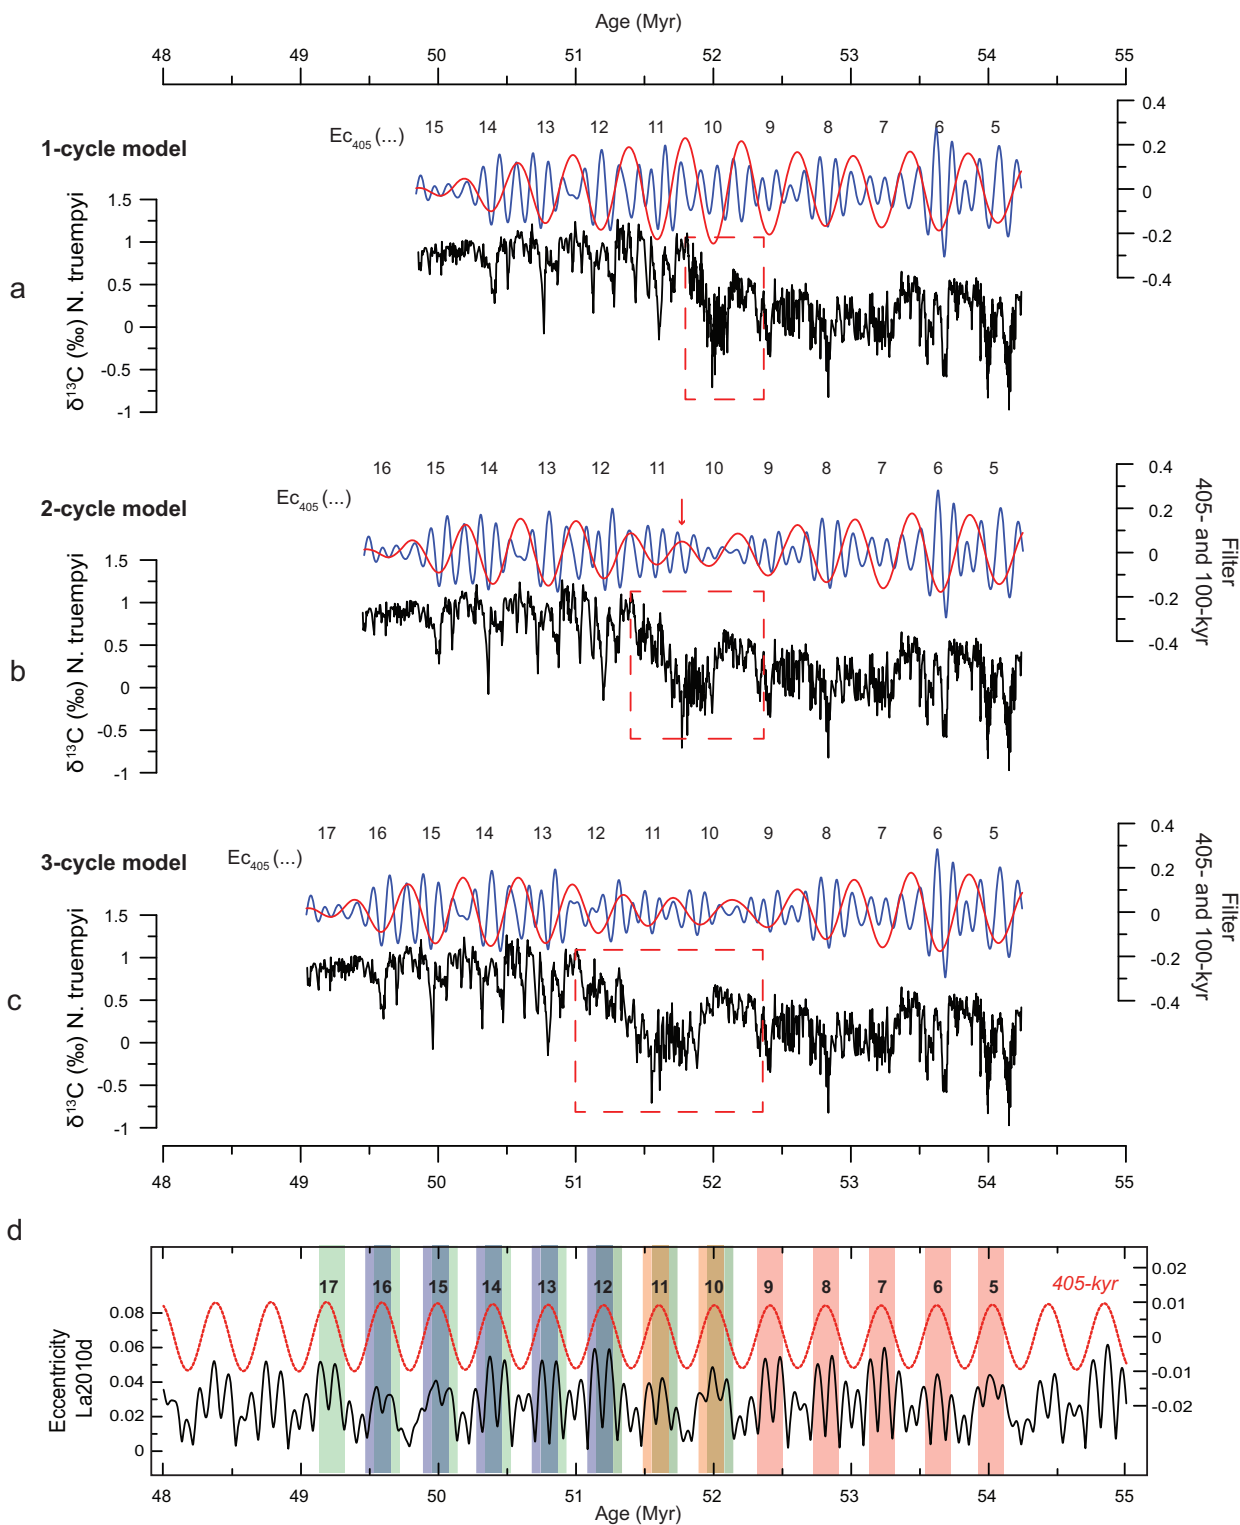 Age (Myr)
48 49 50 51 52 53 54 55
1-cycle model
Ec405 (...)
15 14 13 12 11 10 9 8 7 6 5
0.4
0.2
0
-0.2
-0.4
a
δ¹³C (‰) N. truempyi
1.5
1
0.5
0
-0.5
-1
2-cycle model
Ec405 (...)
16 15 14 13 12 11 10 9 8 7 6 5
0.4
0.2
0
-0.2
-0.4
Filter
405- and 100-kyr
b
δ¹³C (‰) N. truempyi
1.5
1
0.5
0
-0.5
-1
3-cycle model
Ec405 (...)
17 16 15 14 13 12 11 10 9 8 7 6 5
0.4
0.2
0
-0.2
-0.4
Filter
405- and 100-kyr
c
δ¹³C (‰) N. truempyi
1.5
1
0.5
0
-0.5
-1
48 49 50 51 52 53 54 55
d
17 16 15 14 13 12 11 10 9 8 7 6 5
405-kyr
Eccentricity
La2010d
0.08
0.06
0.04
0.02
0
0.02
0.010
0
-0.01
-0.02
48 49 50 51 52 53 54 55
Age (Myr)